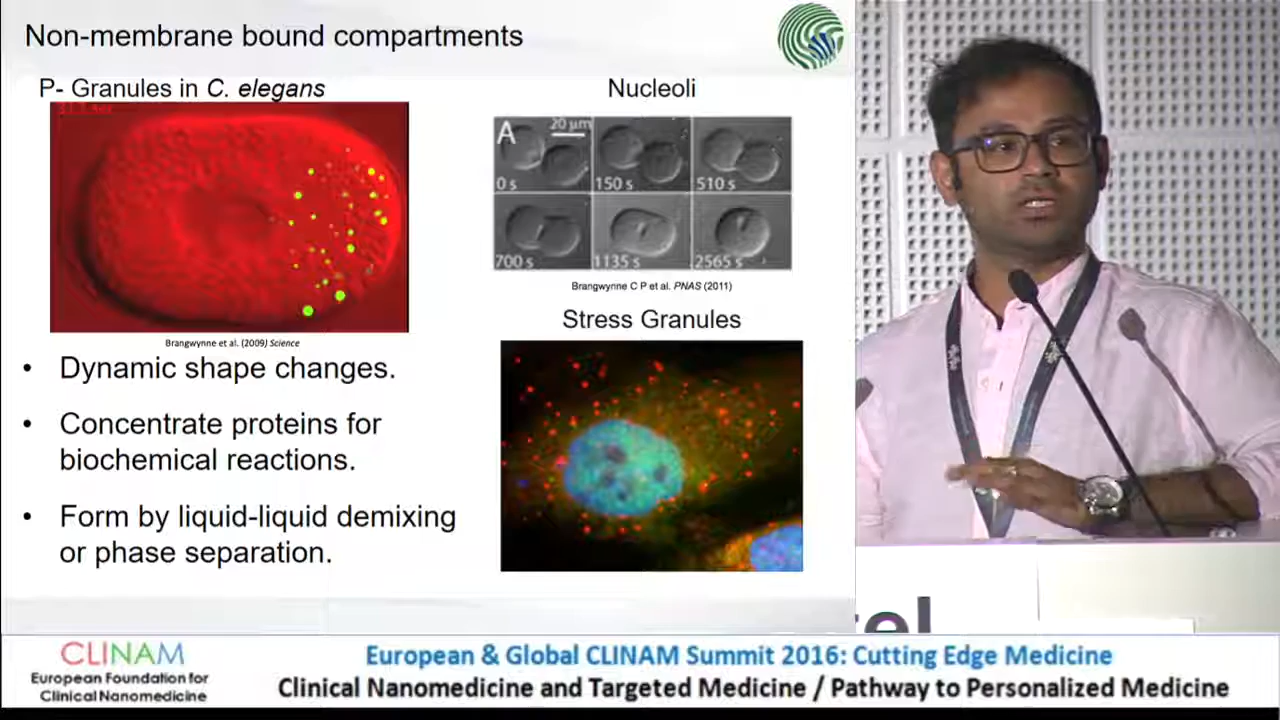 Non-membrane bound compartments
P- Granules in C. elegans
Brangwynne et al. (2009) Science
• Dynamic shape changes.
• Concentrate proteins for
biochemical reactions.
• Form by liquid-liquid demixing
or phase separation.
Nucleoli
A
20 µm
0 s
150 s
510 s
700 s
1135 s
2565 s
Brangwynne C P et al. PNAS (2011)
Stress Granules
CLINAM
European Foundation for
Clinical Nanomedicine
European & Global CLINAM Summit 2016: Cutting Edge Medicine
Clinical Nanomedicine and Targeted Medicine / Pathway to Personalized Medicine